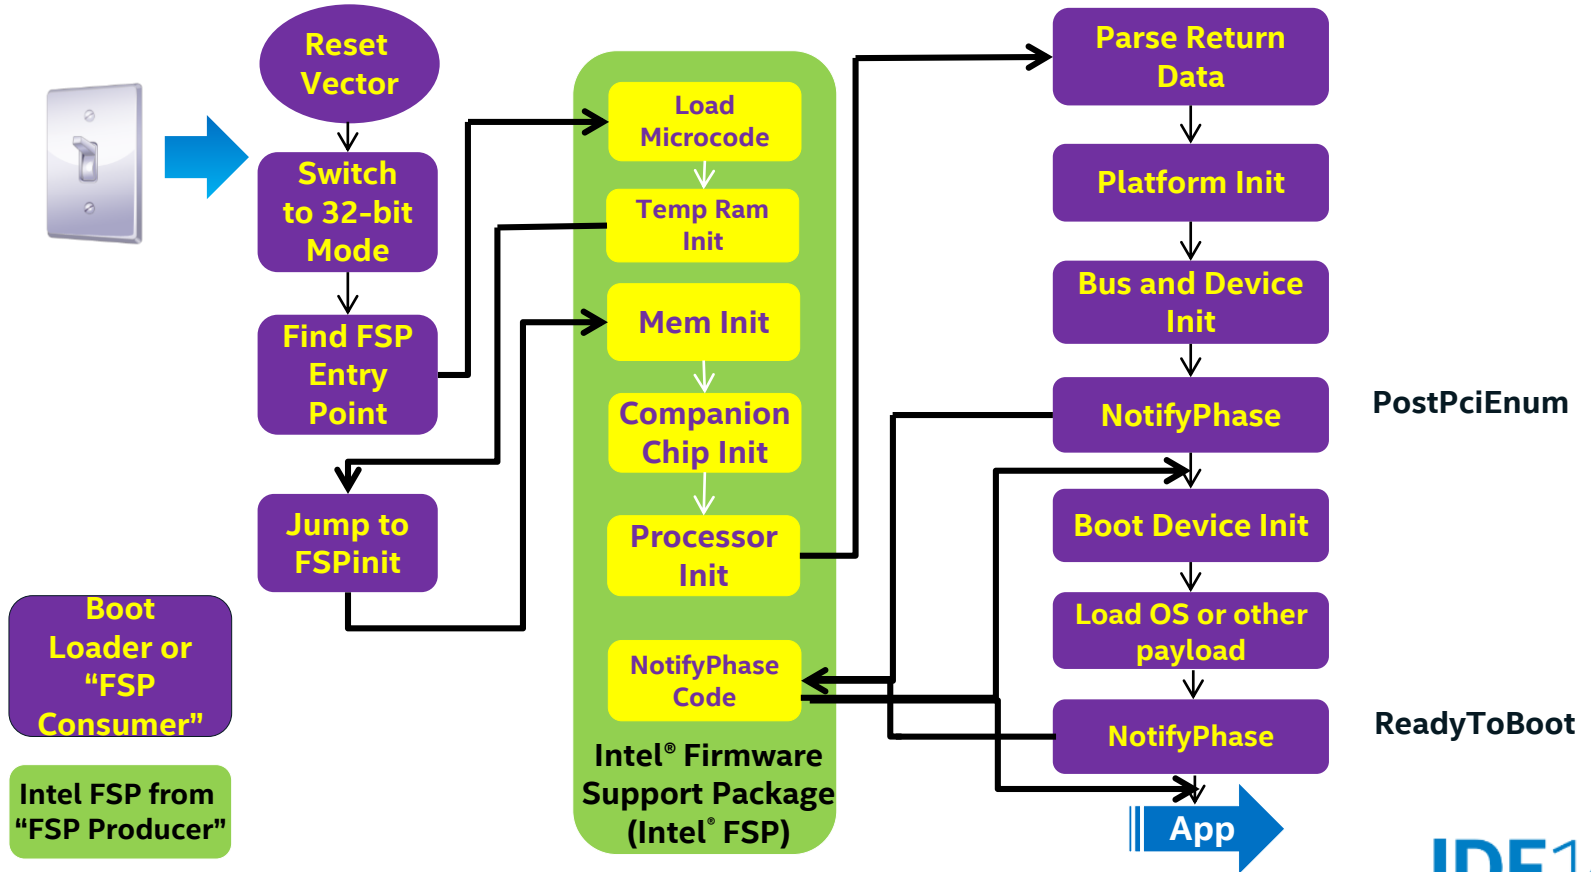 Reset
Vector
Switch
to 32-bit
Mode
Find FSP
Entry
Point
Jump to
FSPinit
Boot
Loader or
“FSP
Consumer”
Intel FSP from
“FSP Producer”
Load
Microcode
Temp Ram
Init
Mem Init
Companion
Chip Init
Processor
Init
NotifyPhase
Code
Intel® Firmware
Support Package
(Intel® FSP)
Parse Return
Data
Platform Init
Bus and Device
Init
NotifyPhase
PostPciEnum
Boot Device Init
Load OS or other
payload
NotifyPhase
ReadyToBoot
App